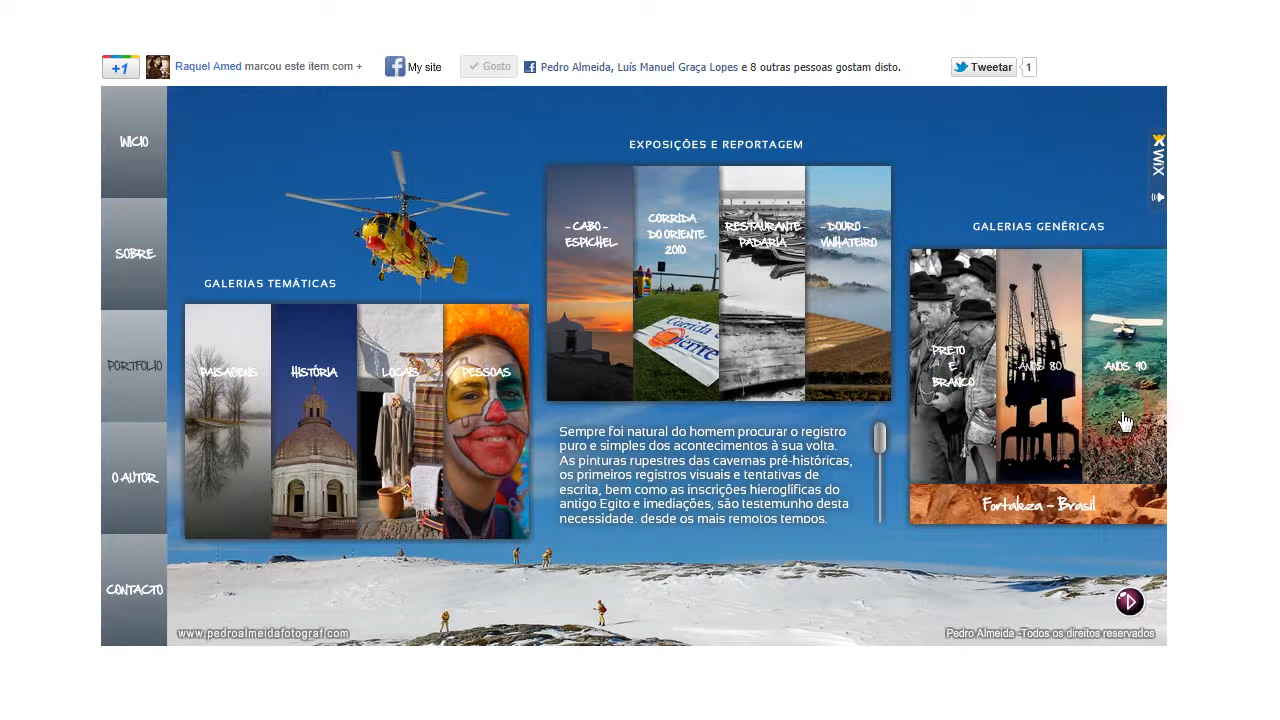 +1
Raquel Amed marcou este item com +
My site
Gosto
Pedro Almeida, Luís Manuel Graça Lopes e 8 outras pessoas gostam disto.
Tweetar
1
INICIO
SOBRE
PORTFOLIO
O AUTOR
CONTACTO
WIX
GALERIAS TEMÁTICAS
PAISAGENS
HISTÓRIA
LOCAIS
PESSOAS
EXPOSIÇÕES E REPORTAGEM
- CABO -
ESPICHEL
CORRIDA
DO ORIENTE
2010
Corrida
Oriente
RESTAURANTE
PADARIA
- DOURO -
VINHATEIRO
Sempre foi natural do homem procurar o registro
puro e simples dos acontecimentos à sua volta.
As pinturas rupestres das cavernas pré-históricas,
os primeiros registros visuais e tentativas de
escrita, bem como as inscrições hieroglíficas do
antigo Egito e imediações, são testemunho desta
necessidade, desde os mais remotos tempos.
GALERIAS GENÉRICAS
PRETO
E
BRANCO
ANOS 80
ANOS 90
Fortaleza - Brasil
www.pedroalmeidafotograf.com
Pedro Almeida -Todos os direitos reservados